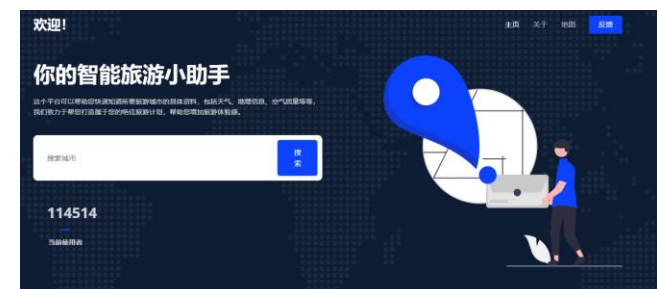 欢迎!
主页 关于 地图 反馈
你的智能旅游小助手
这个平台可以帮助您快速知道所要旅游城市的具体资料，包括天气、地理信息、空气质量等等，
我们致力于帮您打造属于您的绝佳旅游计划，帮助您增加旅游体验感。
搜索城市
搜
索
114514
当前使用者